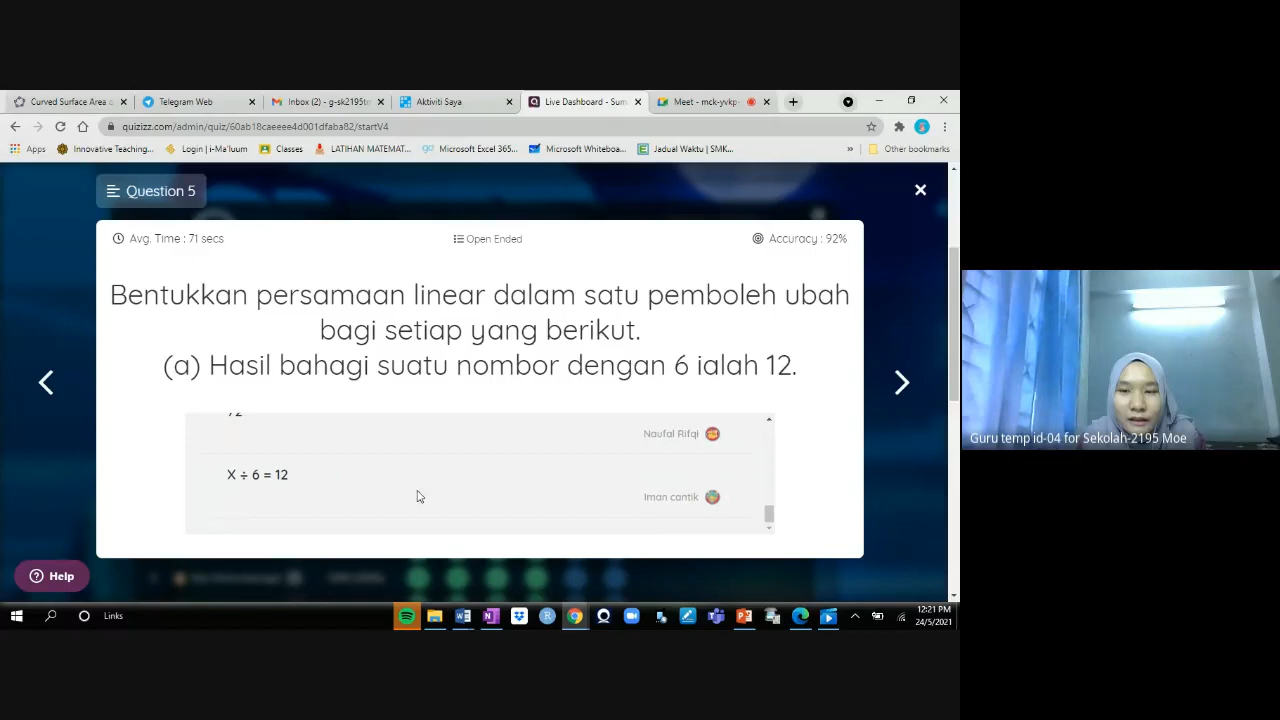 Curved Surface Area o
Telegram Web
Inbox (2) - g-sk2195tm
Aktiviti Saya
Live Dashboard - Sum
Meet - mck-yvkp-
quizizz.com/admin/quiz/60ab18caeeee4d001dfaba82/startV4
Apps
Innovative Teaching...
Login | i-Ma'luum
Classes
LATIHAN MATEMAT...
Microsoft Excel 365...
Microsoft Whiteboa...
Jadual Waktu | SMK...
Other bookmarks
Question 5
Avg. Time : 71 secs
Open Ended
Accuracy : 92%
Bentukkan persamaan linear dalam satu pemboleh ubah
bagi setiap yang berikut.
(a) Hasil bahagi suatu nombor dengan 6 ialah 12.
72
Naufal Rifqi
X ÷ 6 = 12
Iman cantik
Help
Links
12:21 PM
24/5/2021
Guru temp id-04 for Sekolah-2195 Moe